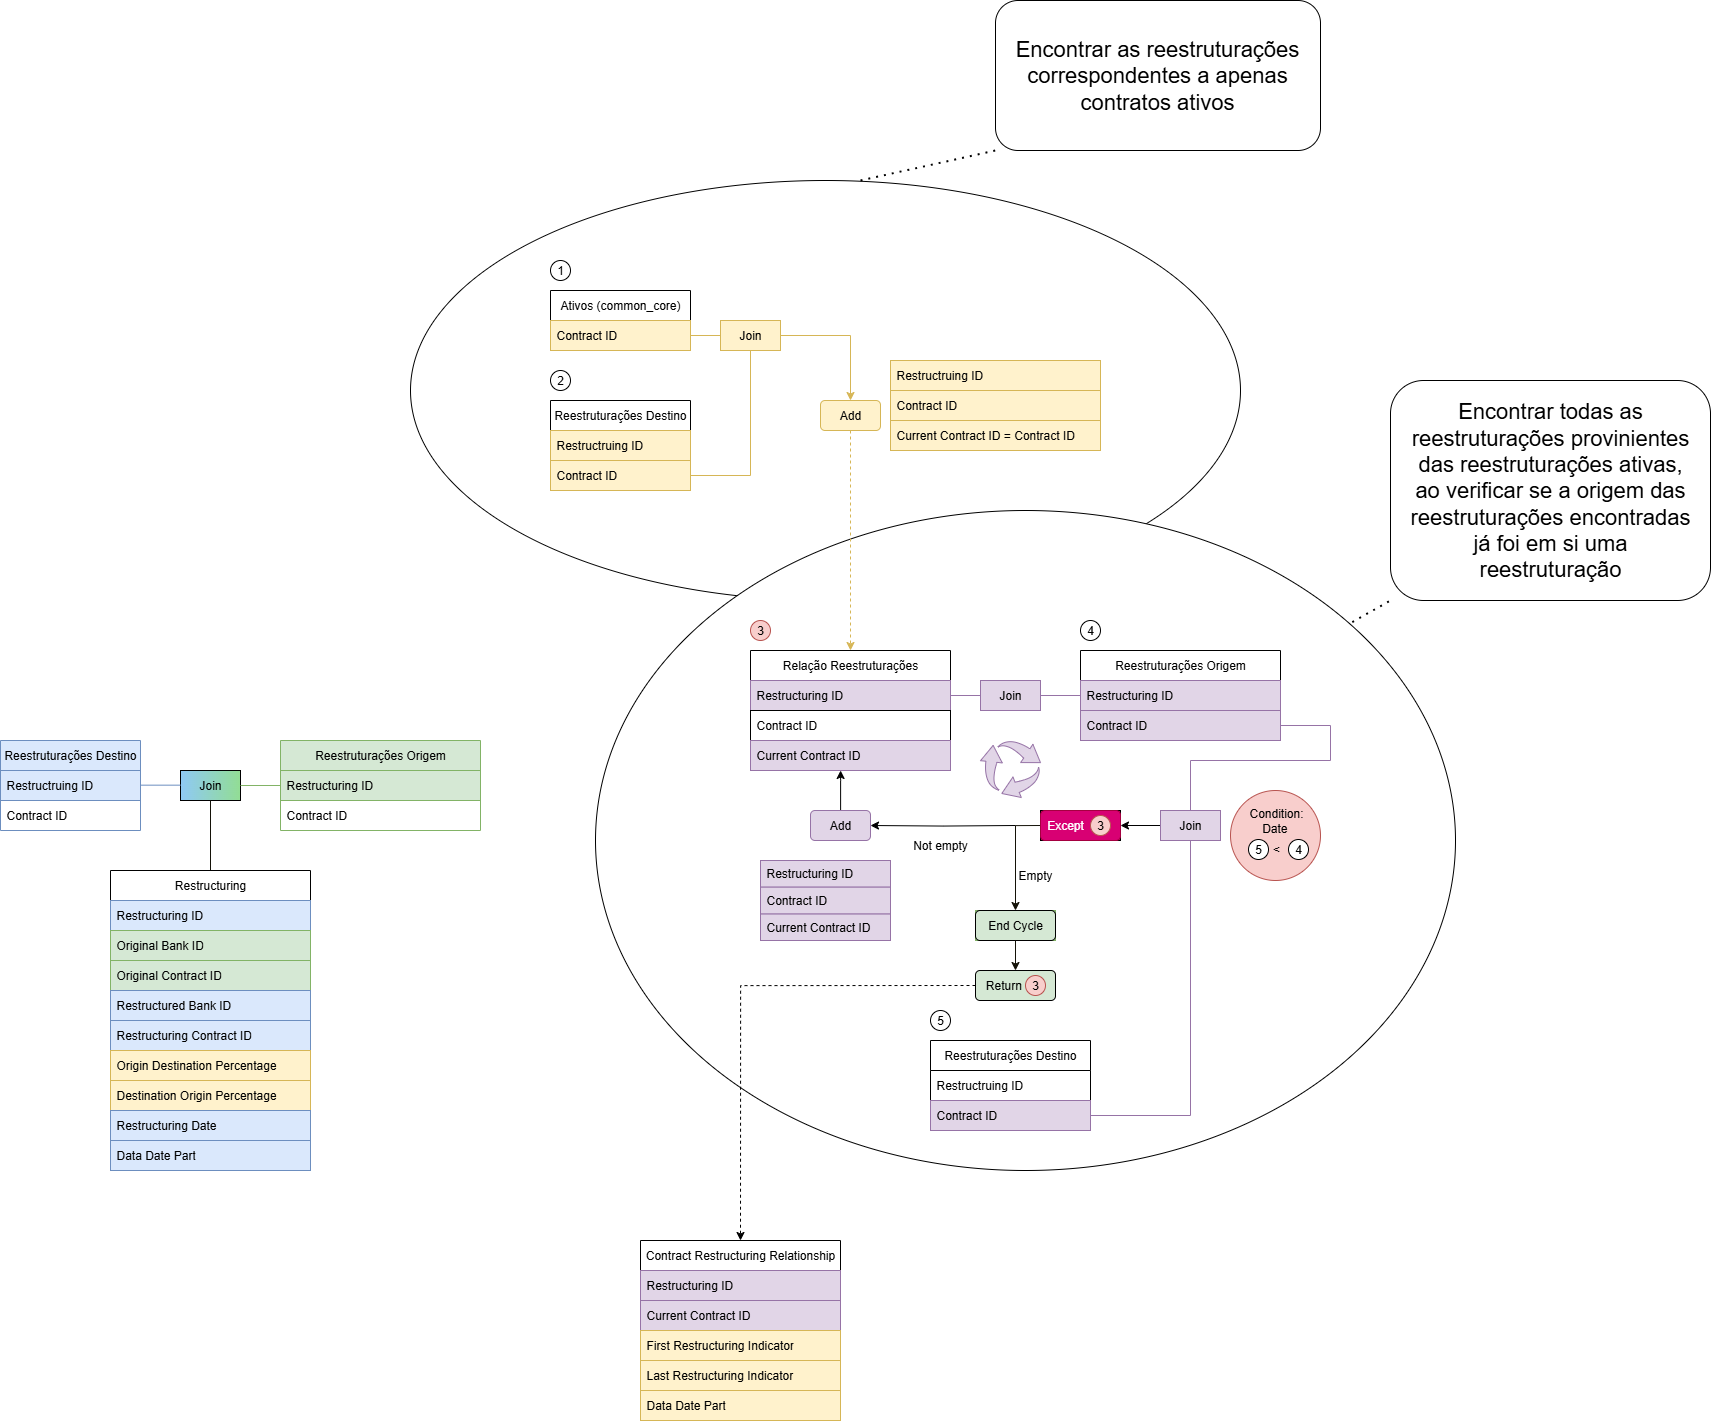 Encontrar as reestruturações
correspondentes a apenas
contratos ativos
1
Ativos (common_core)
Contract ID
Join
2
Reestruturações Destino
Restructruing ID
Contract ID
Add
Restructruing ID
Contract ID
Current Contract ID = Contract ID
Encontrar todas as
reestruturações provinientes
das reestruturações ativas,
ao verificar se a origem das
reestruturações encontradas
já foi em si uma
reestruturação
3
Relação Reestruturações
Restructuring ID
Contract ID
Current Contract ID
Join
4
Reestruturações Origem
Restructuring ID
Contract ID
Add
Not empty
Except 3
Join
Condition:
Date
5 < 4
Restructuring ID
Contract ID
Current Contract ID
Empty
End Cycle
Return 3
5
Reestruturações Destino
Restructruing ID
Contract ID
Reestruturações Destino
Restructruing ID
Contract ID
Join
Reestruturações Origem
Restructuring ID
Contract ID
Restructuring
Restructuring ID
Original Bank ID
Original Contract ID
Restructured Bank ID
Restructuring Contract ID
Origin Destination Percentage
Destination Origin Percentage
Restructuring Date
Data Date Part
Contract Restructuring Relationship
Restructuring ID
Current Contract ID
First Restructuring Indicator
Last Restructuring Indicator
Data Date Part